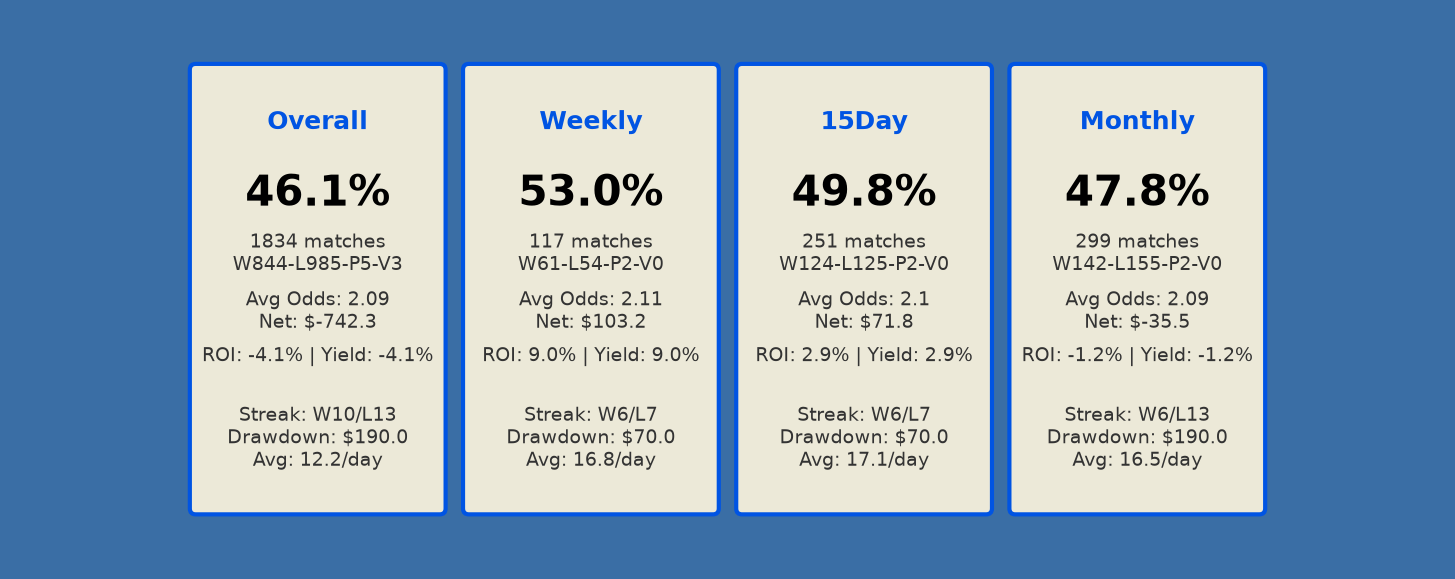 Overall
46.1%
1834 matches
W844-L985-P5-V3
Avg Odds: 2.09
Net: $-742.3
ROI: -4.1% | Yield: -4.1%
Streak: W10/L13
Drawdown: $190.0
Avg: 12.2/day
Weekly
53.0%
117 matches
W61-L54-P2-V0
Avg Odds: 2.11
Net: $103.2
ROI: 9.0% | Yield: 9.0%
Streak: W6/L7
Drawdown: $70.0
Avg: 16.8/day
15Day
49.8%
251 matches
W124-L125-P2-V0
Avg Odds: 2.1
Net: $71.8
ROI: 2.9% | Yield: 2.9%
Streak: W6/L7
Drawdown: $70.0
Avg: 17.1/day
Monthly
47.8%
299 matches
W142-L155-P2-V0
Avg Odds: 2.09
Net: $-35.5
ROI: -1.2% | Yield: -1.2%
Streak: W6/L13
Drawdown: $190.0
Avg: 16.5/day